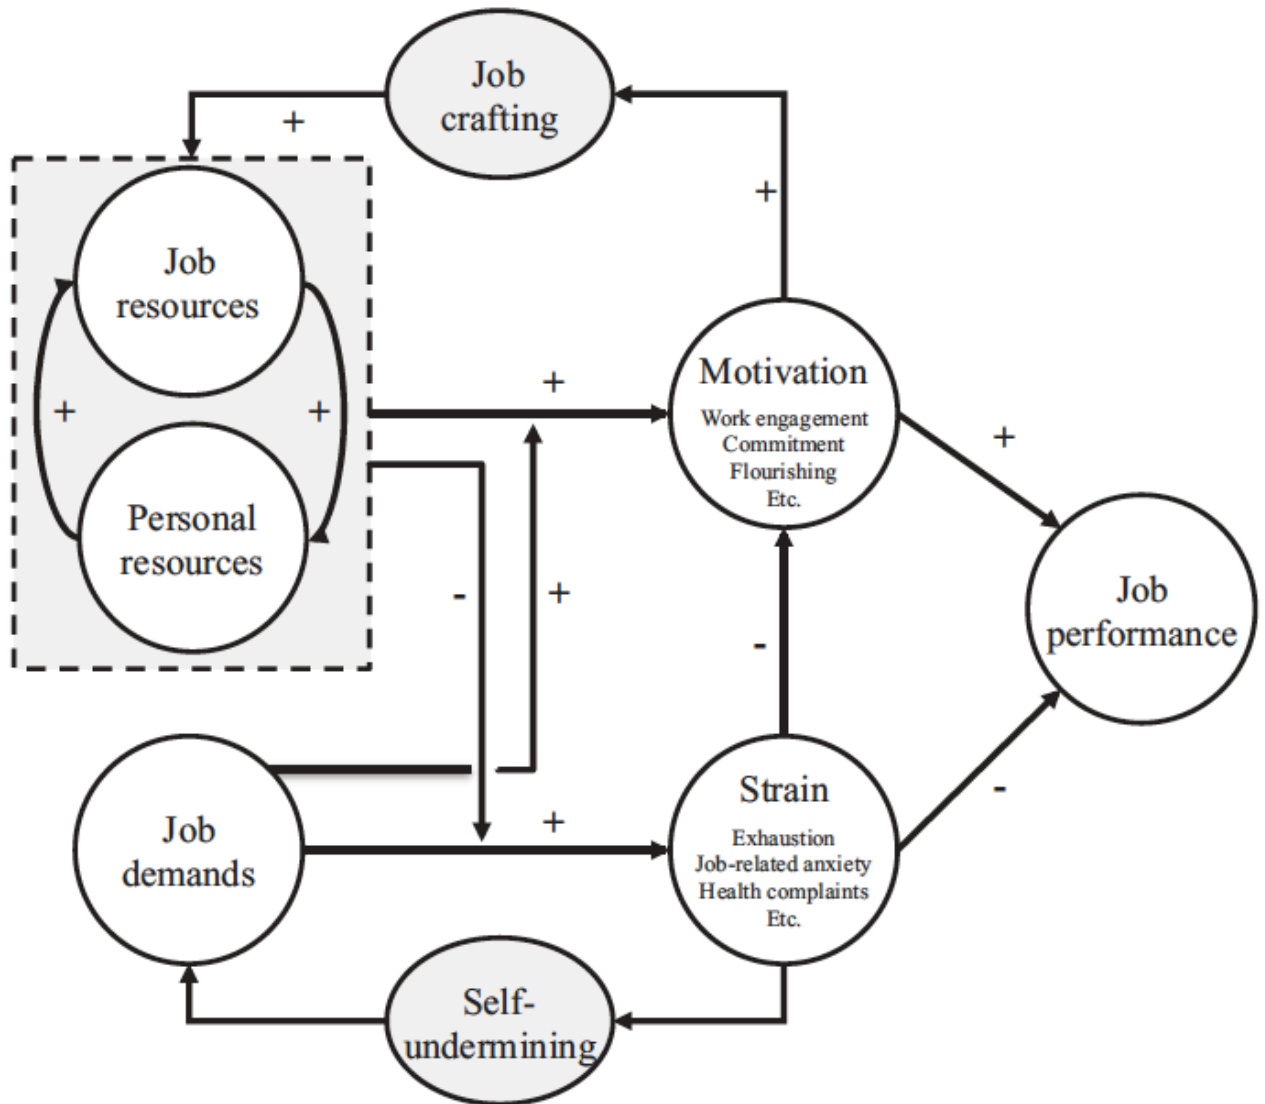 Job
crafting
+
+
Job
resources
+
+
Personal
resources
+
Motivation
Work engagement
Commitment
Flourishing
Etc.
+
-
+
-
Job
performance
Job
demands
+
Strain
Exhaustion
Job-related anxiety
Health complaints
Etc.
-
Self-
undermining